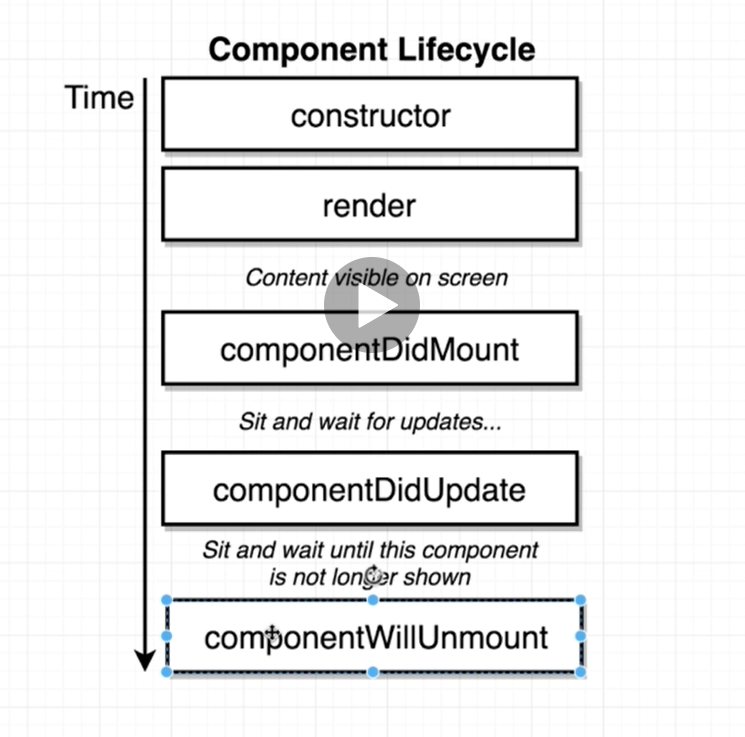 Component Lifecycle
Time
constructor
render
Content visible on screen
componentDidMount
Sit and wait for updates...
componentDidUpdate
Sit and wait until this component
is not longer shown
componentWillUnmount